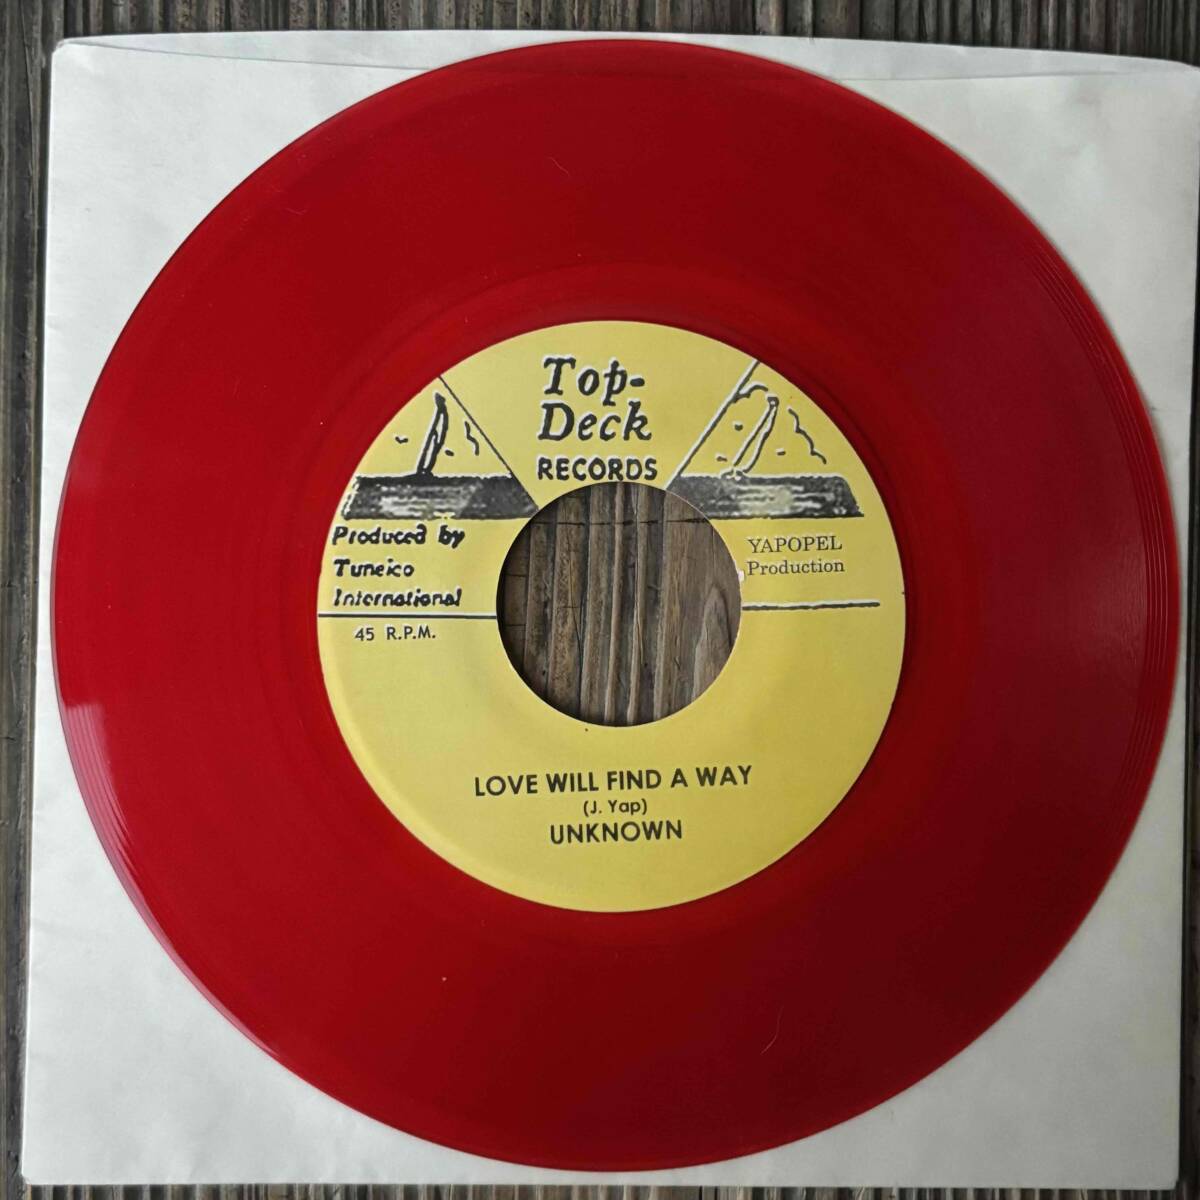 Top-
Deck
RECORDS
Produced by
Tuneico
International
45 R.P.M.
YAPOPEL
Production
LOVE WILL FIND A WAY
(J. Yap)
UNKNOWN